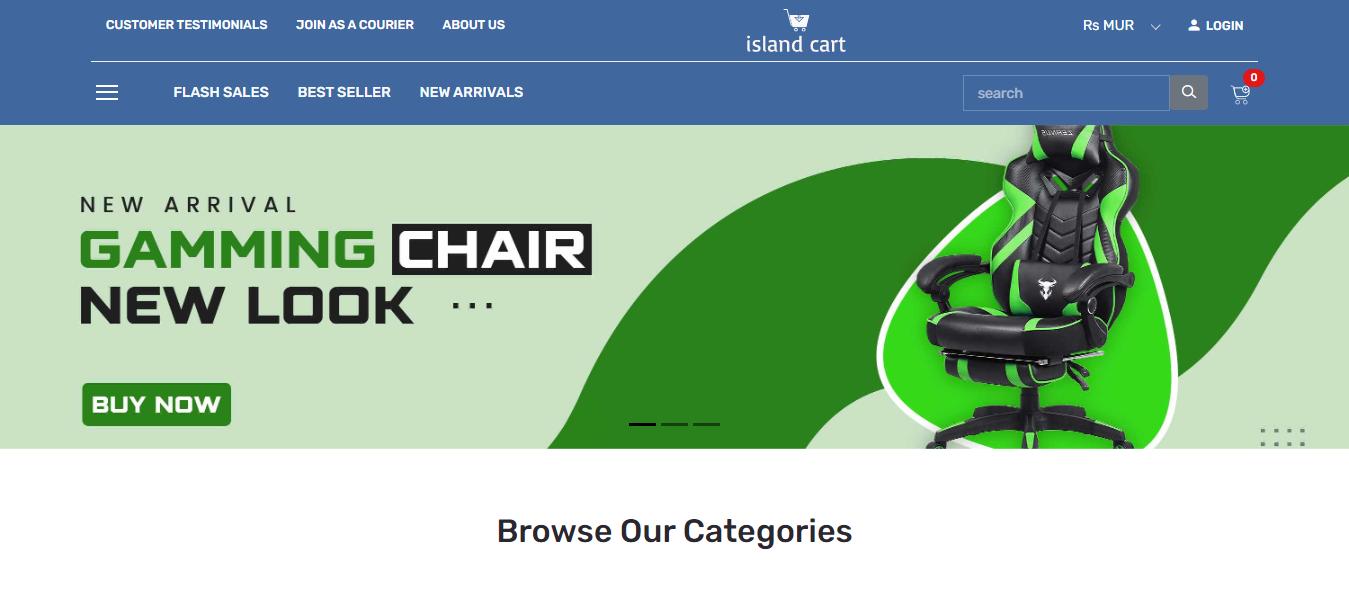 CUSTOMER TESTIMONIALS JOIN AS A COURIER ABOUT US
island cart
Rs MUR
LOGIN
FLASH SALES BEST SELLER NEW ARRIVALS
search
0
NEW ARRIVAL
GAMMING CHAIR
NEW LOOK ...
BUY NOW
Browse Our Categories